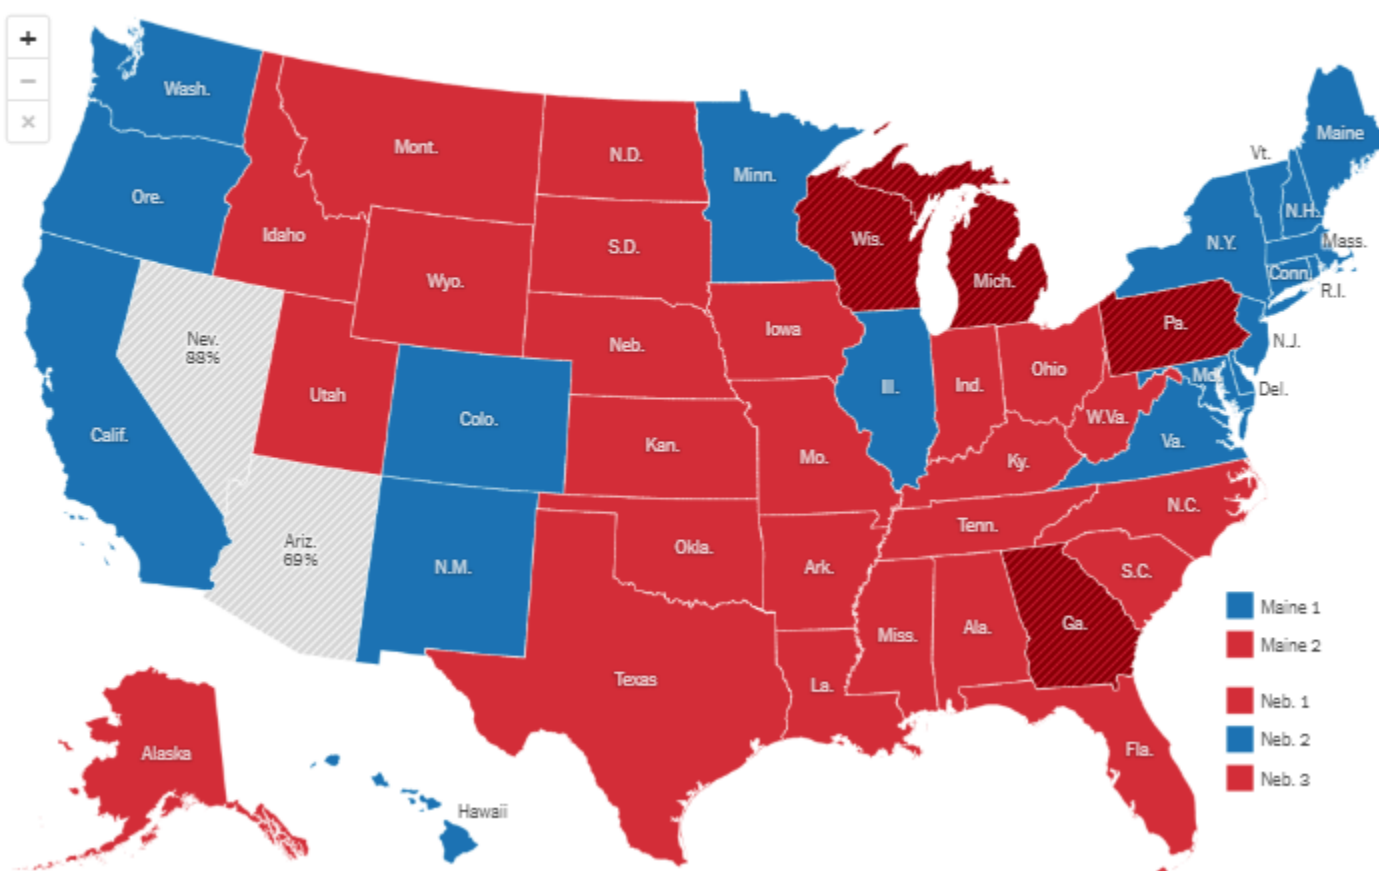 +
−
×
Wash.
Ore.
Calif.
Nev.
88%
Idaho
Mont.
Wyo.
Utah
Ariz.
69%
Colo.
N.M.
N.D.
S.D.
Neb.
Kan.
Okla.
Texas
Minn.
Iowa
Mo.
Ark.
La.
Wis.
Ill.
Mich.
Ind.
Ohio
Ky.
Tenn.
Miss.
Ala.
Ga.
Fla.
S.C.
N.C.
Va.
W.Va.
Pa.
N.Y.
Vt.
N.H.
Maine
Mass.
Conn.
R.I.
N.J.
Del.
Md.
Alaska
Hawaii
Maine 1
Maine 2
Neb. 1
Neb. 2
Neb. 3